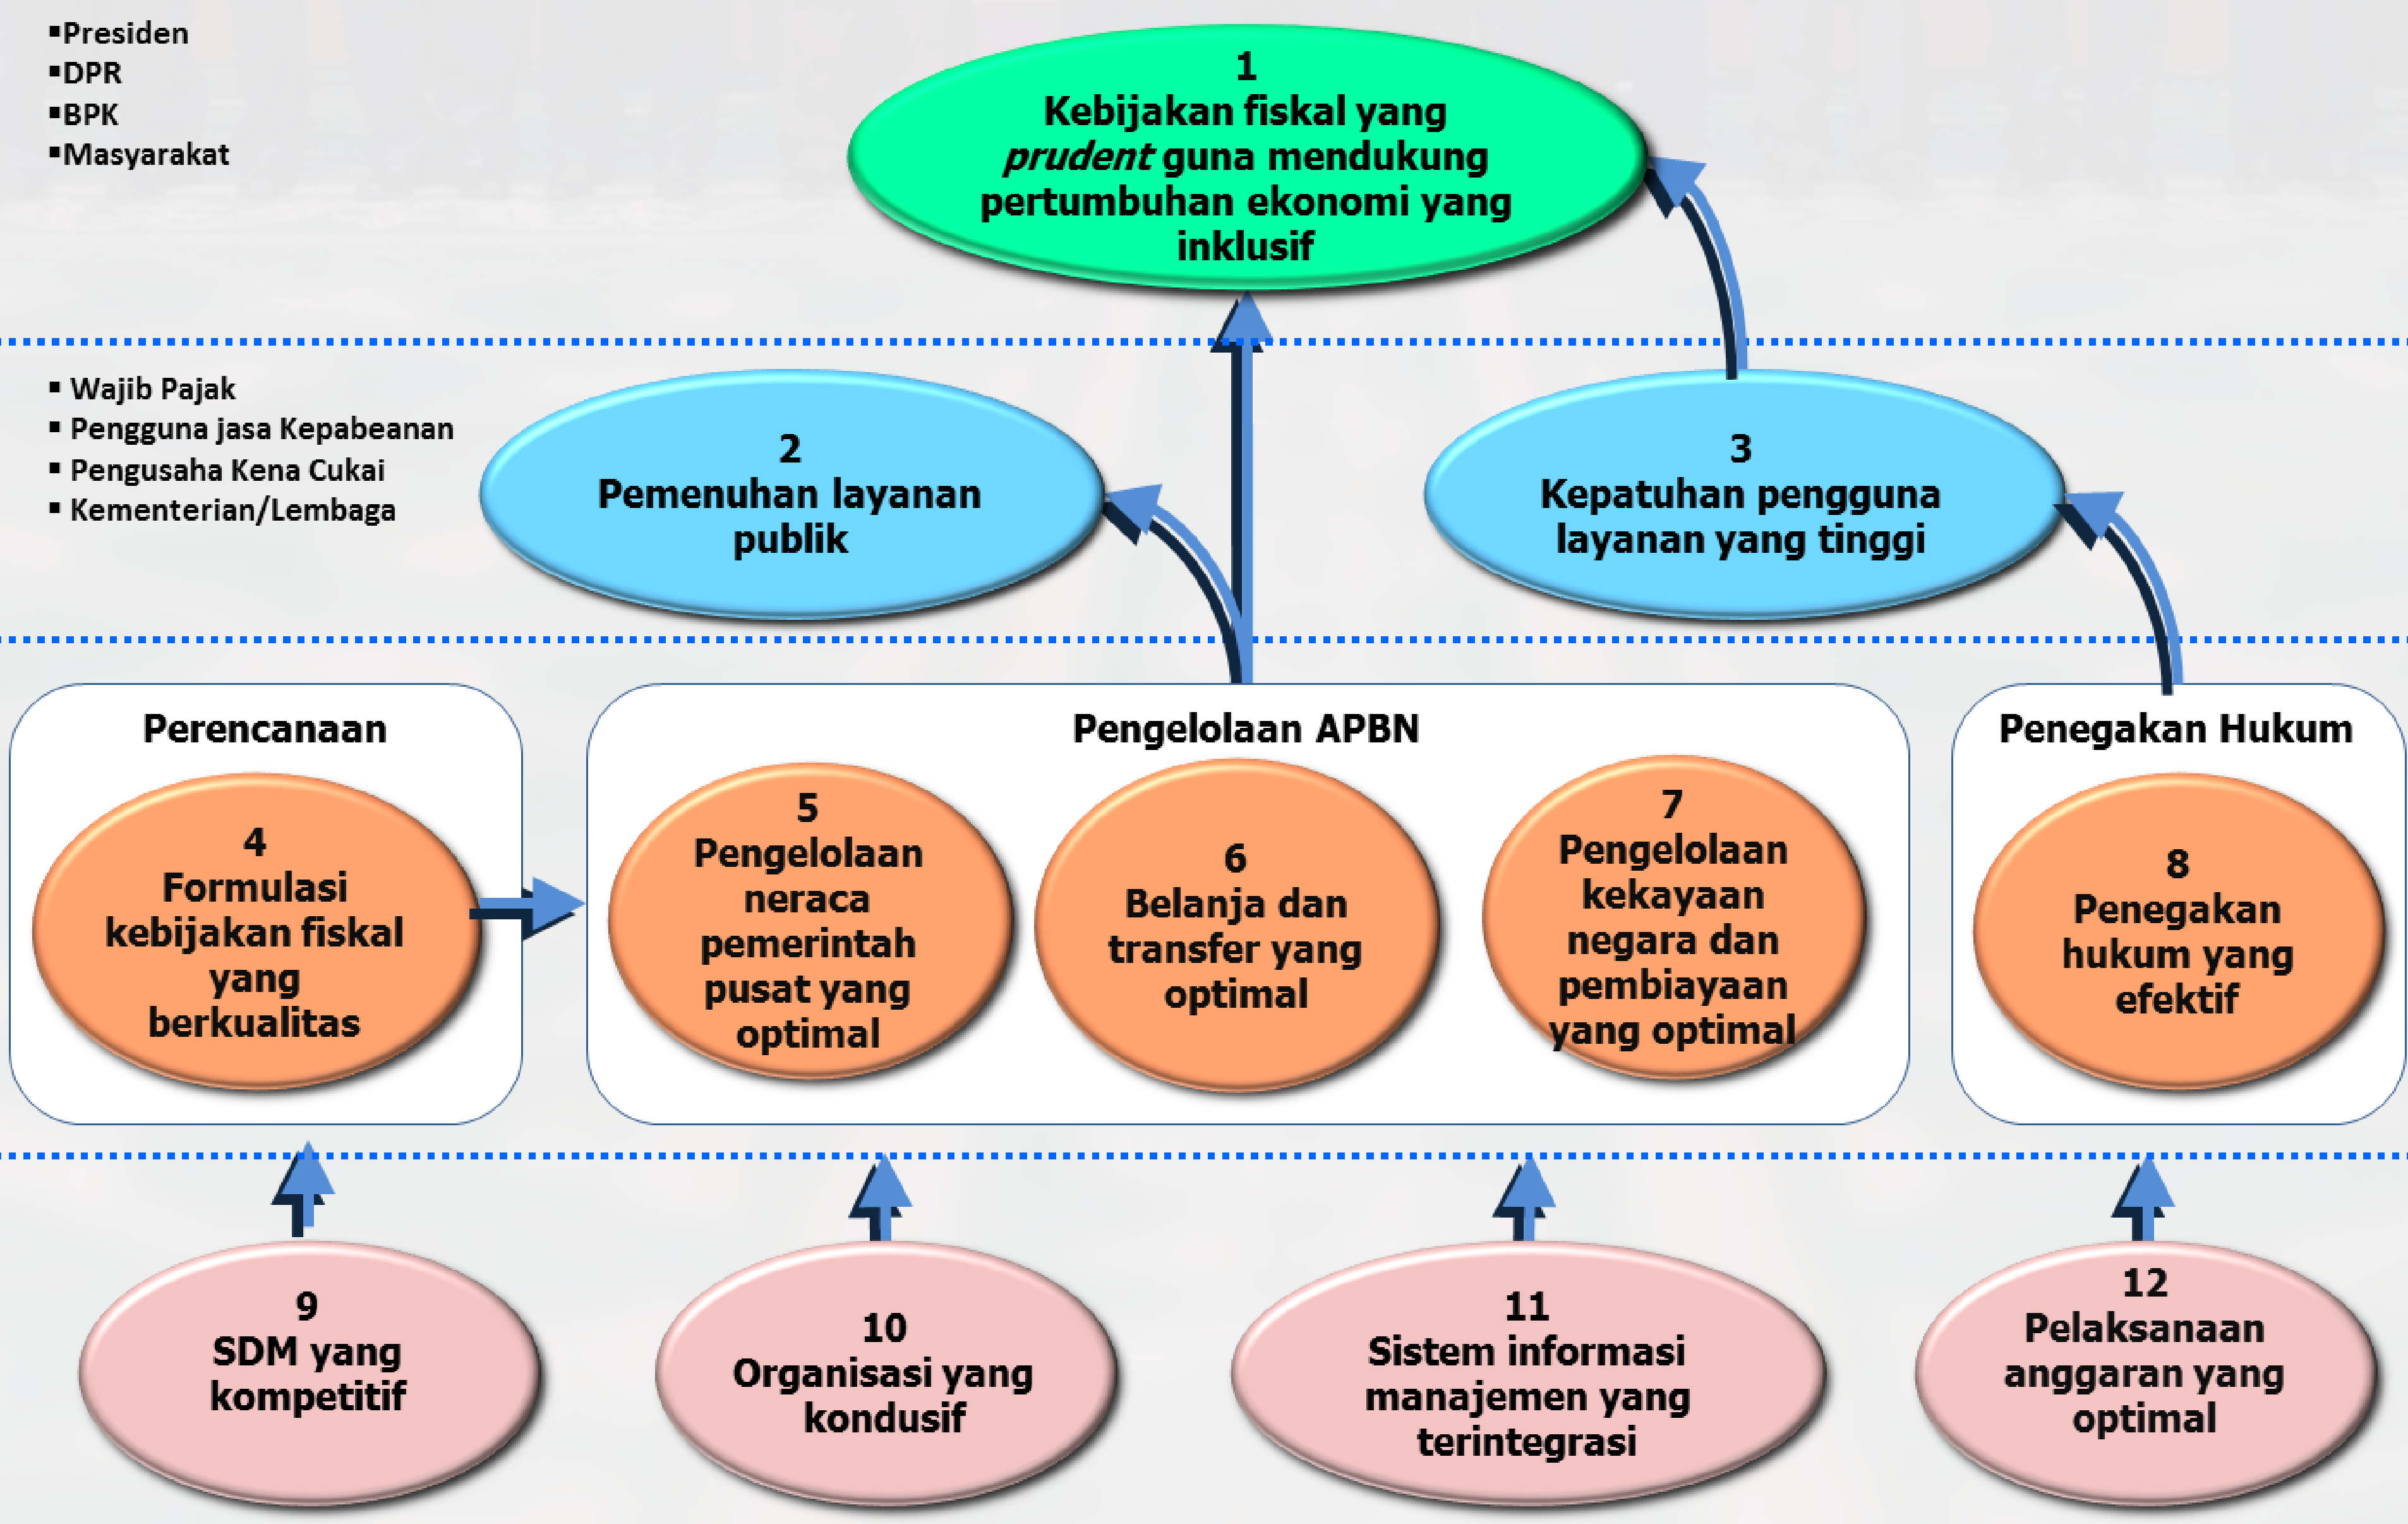 ▪Presiden
▪DPR
▪BPK
▪Masyarakat
1
Kebijakan fiskal yang
prudent guna mendukung
pertumbuhan ekonomi yang
inklusif
▪ Wajib Pajak
▪ Pengguna jasa Kepabeanan
▪ Pengusaha Kena Cukai
▪ Kementerian/Lembaga
2
Pemenuhan layanan
publik
3
Kepatuhan pengguna
layanan yang tinggi
Perencanaan
4
Formulasi
kebijakan fiskal
yang
berkualitas
Pengelolaan APBN
5
Pengelolaan
neraca
pemerintah
pusat yang
optimal
6
Belanja dan
transfer yang
optimal
7
Pengelolaan
kekayaan
negara dan
pembiayaan
yang optimal
Penegakan Hukum
8
Penegakan
hukum yang
efektif
9
SDM yang
kompetitif
10
Organisasi yang
kondusif
11
Sistem informasi
manajemen yang
terintegrasi
12
Pelaksanaan
anggaran yang
optimal